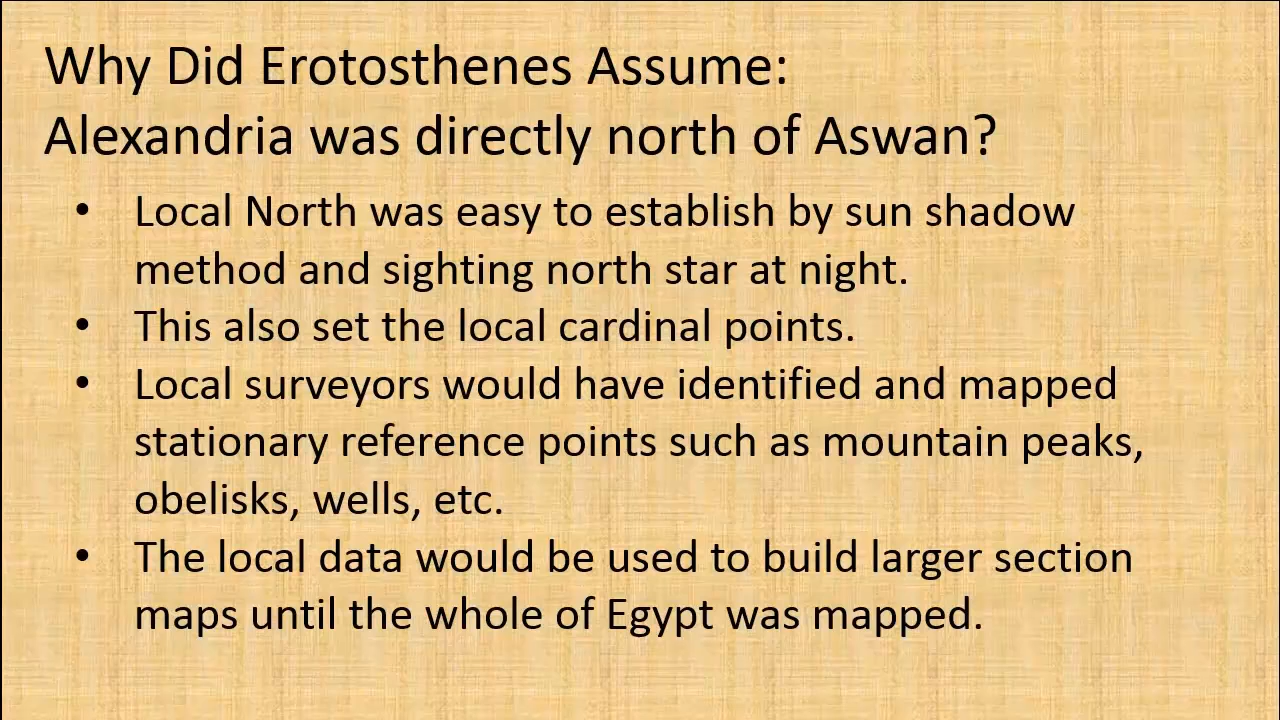 Why Did Erotosthenes Assume:
Alexandria was directly north of Aswan?
• Local North was easy to establish by sun shadow
method and sighting north star at night.
• This also set the local cardinal points.
• Local surveyors would have identified and mapped
stationary reference points such as mountain peaks,
obelisks, wells, etc.
• The local data would be used to build larger section
maps until the whole of Egypt was mapped.